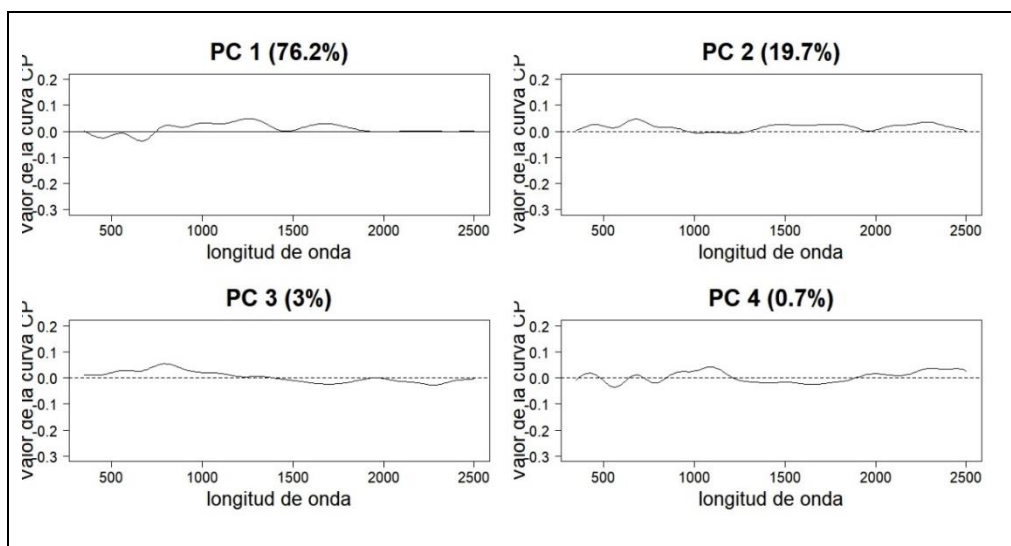 PC 1 (76.2%)
valor de la curva CP
0.2
0.1
0.0
-0.1
-0.2
-0.3
500 1000 1500 2000 2500
longitud de onda
PC 2 (19.7%)
valor de la curva CP
0.2
0.1
0.0
-0.1
-0.2
-0.3
500 1000 1500 2000 2500
longitud de onda
PC 3 (3%)
valor de la curva CP
0.2
0.1
0.0
-0.1
-0.2
-0.3
500 1000 1500 2000 2500
longitud de onda
PC 4 (0.7%)
valor de la curva CP
0.2
0.1
0.0
-0.1
-0.2
-0.3
500 1000 1500 2000 2500
longitud de onda